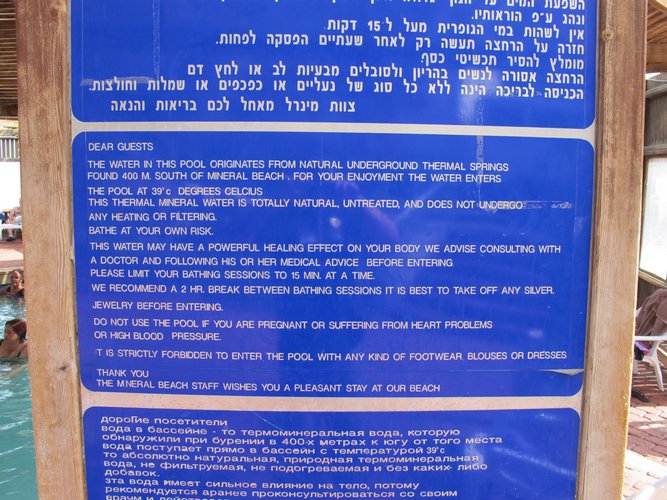 השפעת המים על הגוף
ונהג ע"פ הוראותיו.
אין לשהות במי הגופרית מעל ל־15 דקות.
חזרה על הרחצה תעשה רק לאחר שעתיים הפסקה לפחות.
מומלץ להסיר תכשיטי כסף.
הרחצה אסורה לנשים בהריון ולסובלים מבעיות לב או לחץ דם
הכניסה לבריכה הינה ללא כל סוג של נעליים או כפכפים או שמלות וחולצות.
צוות מינרל מאחל לכם בריאות והנאה
DEAR GUESTS
THE WATER IN THIS POOL ORIGINATES FROM NATURAL UNDERGROUND THERMAL SPRINGS
FOUND 400 M. SOUTH OF MINERAL BEACH . FOR YOUR ENJOYMENT, THE WATER ENTERS
THE POOL AT 39°c DEGREES CELCIUS
THIS THERMAL MINERAL WATER IS TOTALLY NATURAL, UNTREATED, AND DOES NOT UNDERGO
ANY HEATING OR FILTERING.
BATHE AT YOUR OWN RISK.
THIS WATER MAY HAVE A POWERFUL HEALING EFFECT ON YOUR BODY WE ADVISE CONSULTING WITH
A DOCTOR AND FOLLOWING HIS OR HER MEDICAL ADVICE BEFORE ENTERING
PLEASE LIMIT YOUR BATHING SESSIONS TO 15 MIN. AT A TIME.
WE RECOMMEND A 2 HR. BREAK BETWEEN BATHING SESSIONS IT IS BEST TO TAKE OFF ANY SILVER.
JEWELRY BEFORE ENTERING.
DO NOT USE THE POOL IF YOU ARE PREGNANT OR SUFFERING FROM HEART PROBLEMS
OR HIGH BLOOD PRESSURE.
IT IS STRICTLY FORBIDDEN TO ENTER THE POOL WITH ANY KIND OF FOOTWEAR, BLOUSES OR DRESSES
THANK YOU
THE MNERAL BEACH STAFF WISHES YOU A PLEASANT STAY AT OUR BEACH
дорогие посетители
вода в бассейне - то термоминеральная вода, которую
обнаружили при бурении в 400-х метрах к югу от того места
вода поступает прямо в бассейн с температурой 39°с
то абсолютно натуральная, природная термоминеральная
вода, не фильтруемая, не подогреваемая и без каких- либо
добавок.
зта вода имеет сильное влияние на тело, потому
рекомендуется аранее проконсультироваться со своим
врачом и